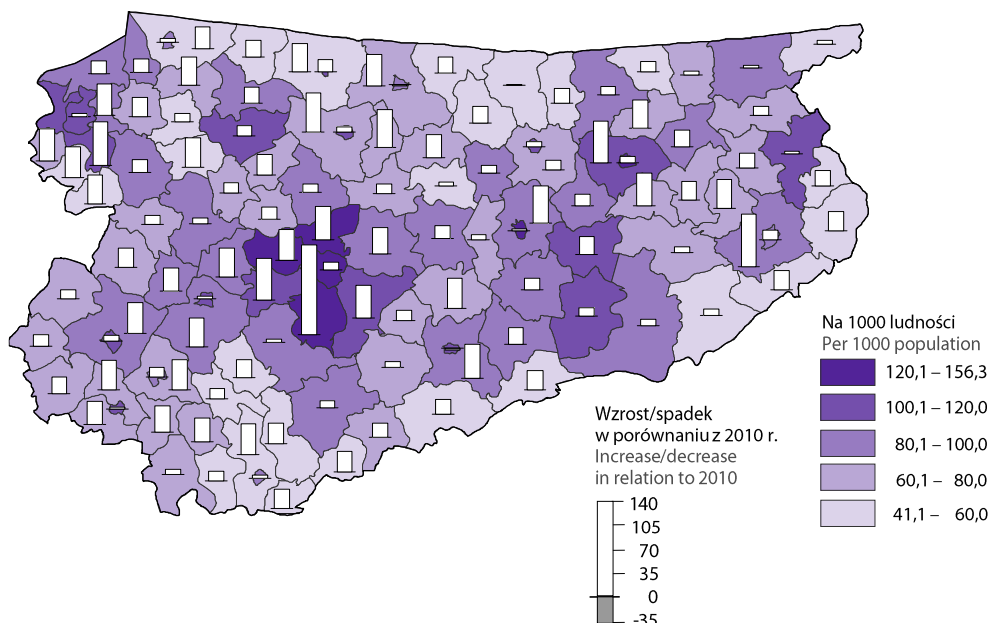 Na 1000 ludności
Per 1000 population
120,1 – 156,3
100,1 – 120,0
80,1 – 100,0
60,1 – 80,0
41,1 – 60,0
Wzrost/spadek
w porównaniu z 2010 r.
Increase/decrease
in relation to 2010
140
105
70
35
0
-35